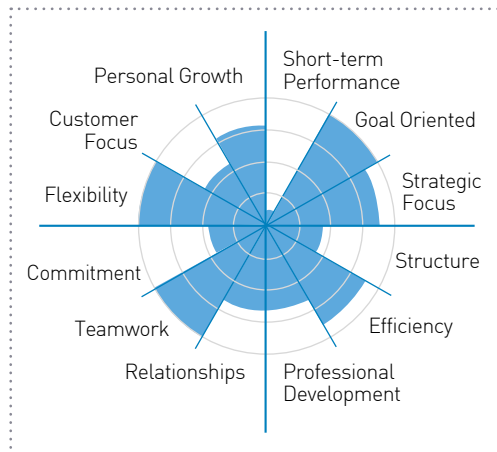 Short-term
Performance
Goal Oriented
Strategic
Focus
Structure
Efficiency
Professional
Development
Relationships
Teamwork
Commitment
Flexibility
Customer
Focus
Personal Growth